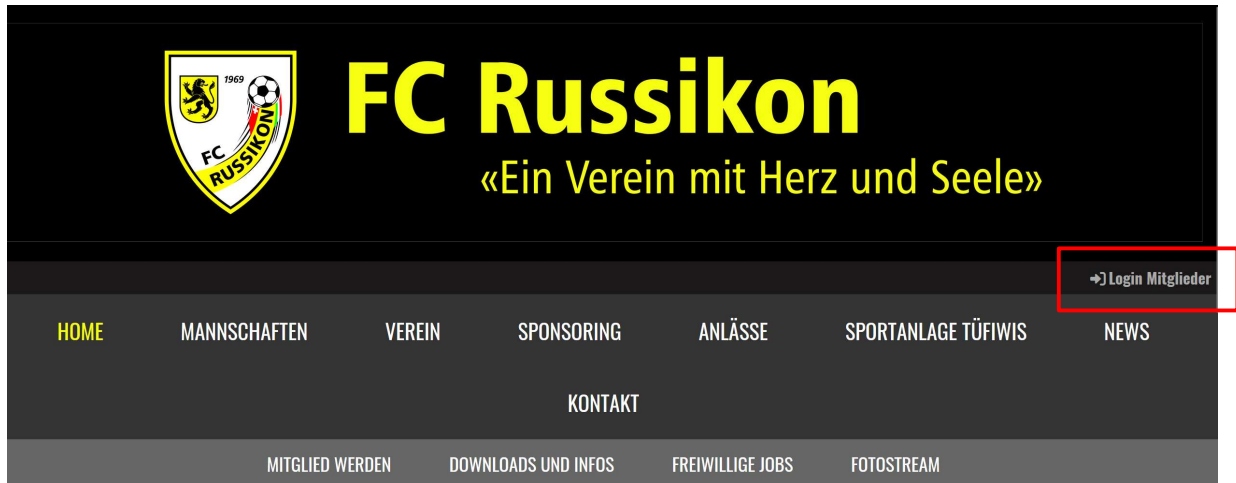 1969
FC
RUSSIKON
FC Russikon
«Ein Verein mit Herz und Seele»
Login Mitglieder
HOME MANNSCHAFTEN VEREIN SPONSORING ANLÄSSE SPORTANLAGE TÜFIWIS NEWS
KONTAKT
MITGLIED WERDEN DOWNLOADS UND INFOS FREIWILLIGE JOBS FOTOSTREAM